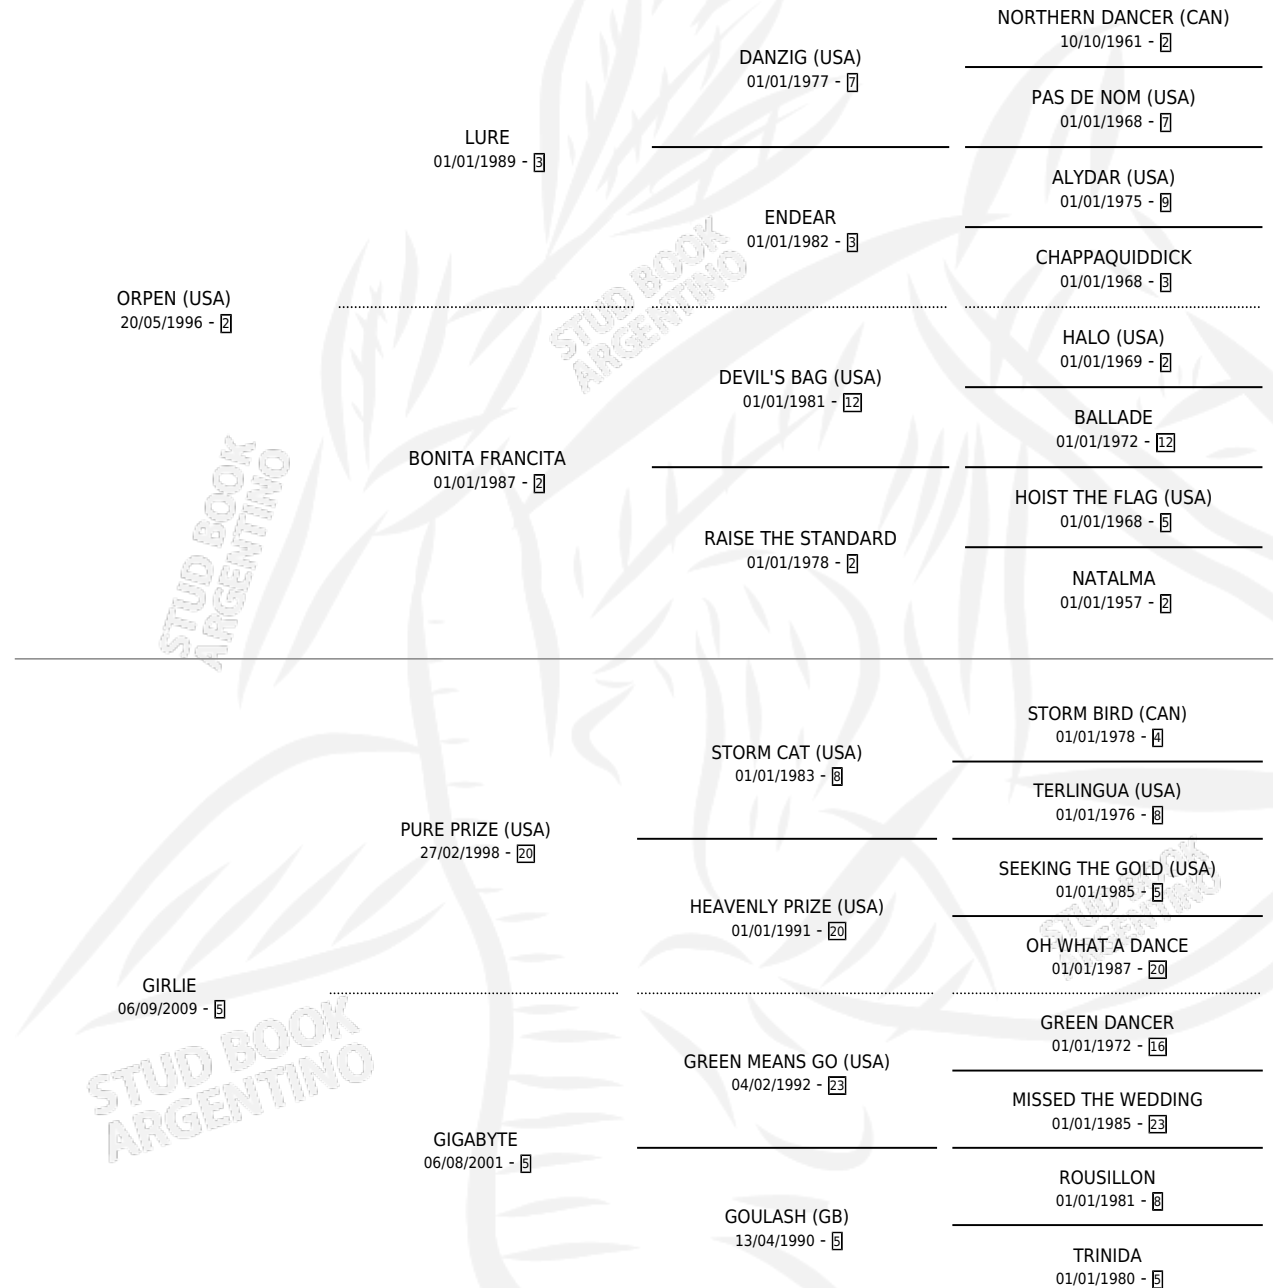 NORTHERN DANCER (CAN)
10/10/1961 - 2
DANZIG (USA)
01/01/1977 - 7
PAS DE NOM (USA)
01/01/1968 - 7
LURE
01/01/1989 - 3
ALYDAR (USA)
01/01/1975 - 9
ENDEAR
01/01/1982 - 3
CHAPPAQUIDDICK
01/01/1968 - 3
ORPEN (USA)
20/05/1996 - 2
STUD BOOK
ARGENTINO
HALO (USA)
01/01/1969 - 2
DEVIL'S BAG (USA)
01/01/1981 - 12
BALLADE
01/01/1972 - 12
BONITA FRANCITA
01/01/1987 - 2
HOIST THE FLAG (USA)
01/01/1968 - 5
RAISE THE STANDARD
01/01/1978 - 2
NATALMA
01/01/1957 - 2
STUD BOOK
ARGENTINO
STORM BIRD (CAN)
01/01/1978 - 4
STORM CAT (USA)
01/01/1983 - 8
TERLINGUA (USA)
01/01/1976 - 8
PURE PRIZE (USA)
27/02/1998 - 20
SEEKING THE GOLD (USA)
01/01/1985 - 5
HEAVENLY PRIZE (USA)
01/01/1991 - 20
OH WHAT A DANCE
01/01/1987 - 20
STUD BOOK
ARGENTINO
GIRLIE
06/09/2009 - 5
GREEN DANCER
01/01/1972 - 16
GREEN MEANS GO (USA)
04/02/1992 - 23
MISSED THE WEDDING
01/01/1985 - 23
STUD BOOK
ARGENTINO
GIGABYTE
06/08/2001 - 5
ROUSILLON
01/01/1981 - 8
GOULASH (GB)
13/04/1990 - 5
TRINIDA
01/01/1980 - 5